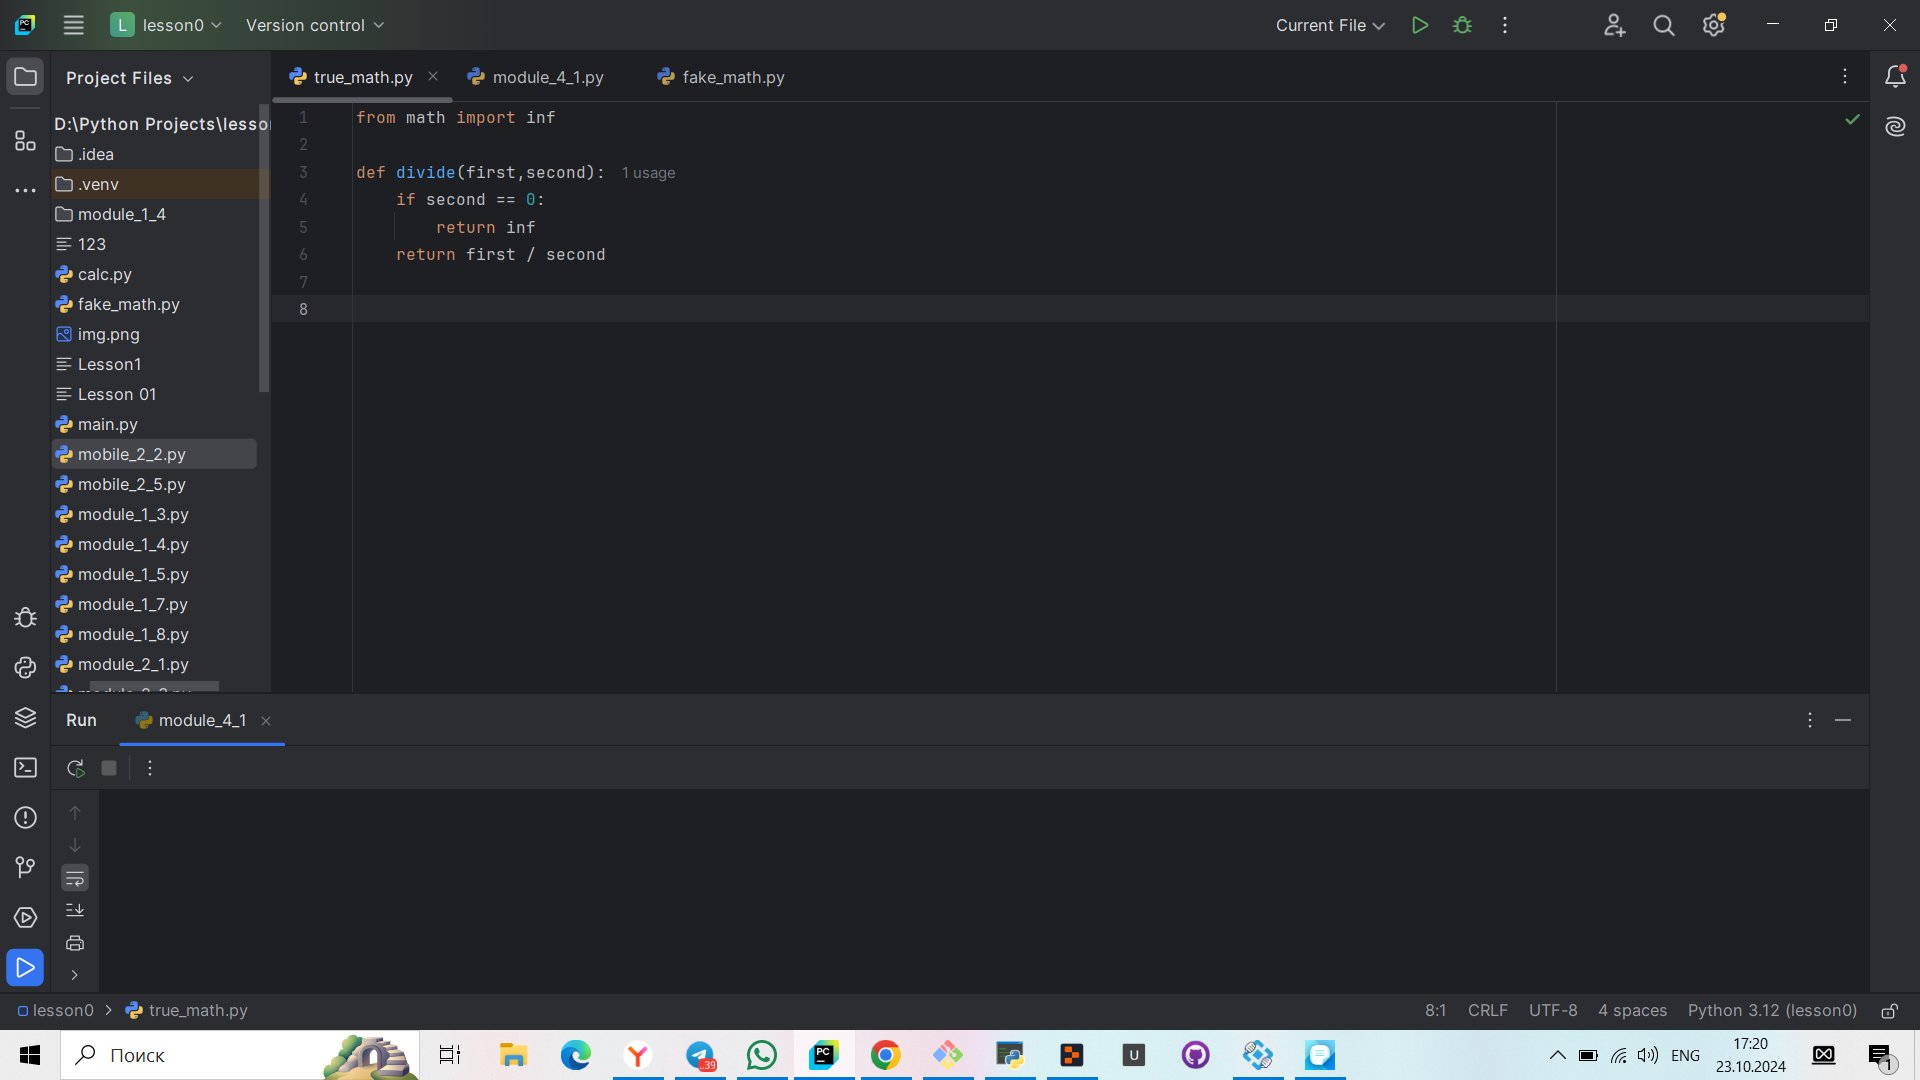 L lesson0 Version control Current File
Project Files
true_math.py module_4_1.py fake_math.py
D:\Python Projects\lesso
.idea
.venv
module_1_4
123
calc.py
fake_math.py
img.png
Lesson1
Lesson 01
main.py
mobile_2_2.py
mobile_2_5.py
module_1_3.py
module_1_4.py
module_1_5.py
module_1_7.py
module_1_8.py
module_2_1.py
1 from math import inf
2
3 def divide(first,second): 1 usage
4 if second == 0:
5 return inf
6 return first / second
7
8
Run module_4_1
lesson0 > true_math.py 8:1 CRLF UTF-8 4 spaces Python 3.12 (lesson0)
Поиск
PC
..39
PC
U
ENG
17:20
23.10.2024
1